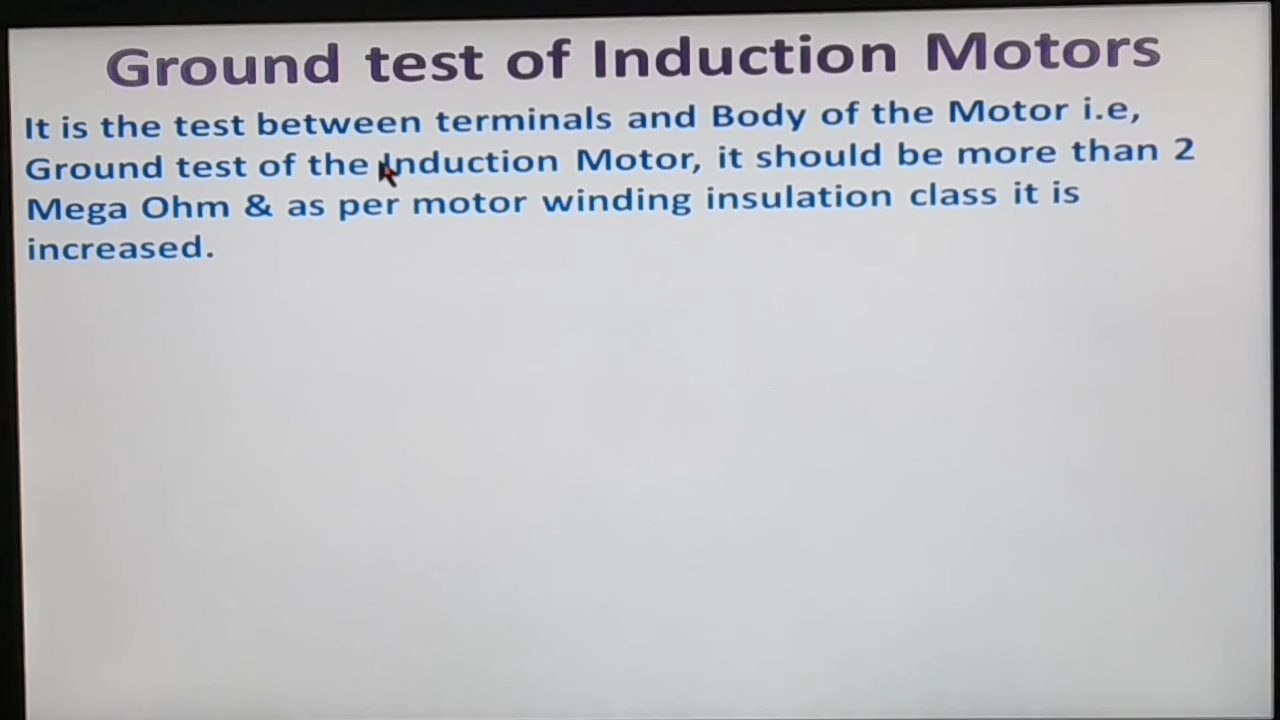 Ground test of Induction Motors
It is the test between terminals and Body of the Motor i.e,
Ground test of the Induction Motor, it should be more than 2
Mega Ohm & as per motor winding insulation class it is
increased.